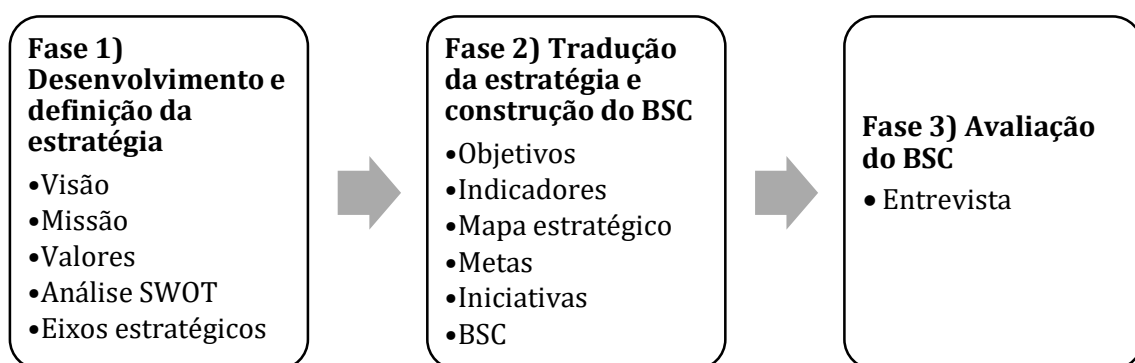 Fase 1)
Desenvolvimento e
definição da
estratégia
•Visão
•Missão
•Valores
•Análise SWOT
•Eixos estratégicos
Fase 2) Tradução
da estratégia e
construção do BSC
•Objetivos
•Indicadores
•Mapa estratégico
•Metas
•Iniciativas
•BSC
Fase 3) Avaliação
do BSC
• Entrevista